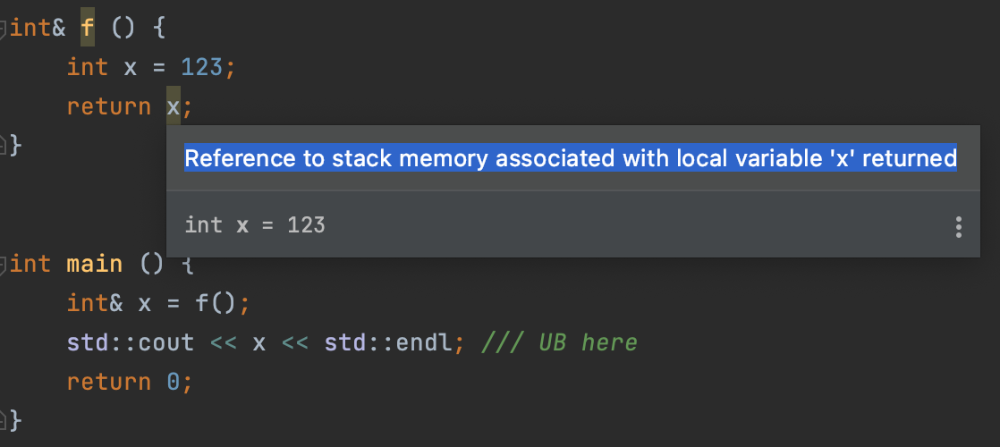 int& f () {
    int x = 123;
    return x;
}
Reference to stack memory associated with local variable 'x' returned
int x = 123
int main () {
    int& x = f();
    std::cout << x << std::endl; /// UB here
    return 0;
}